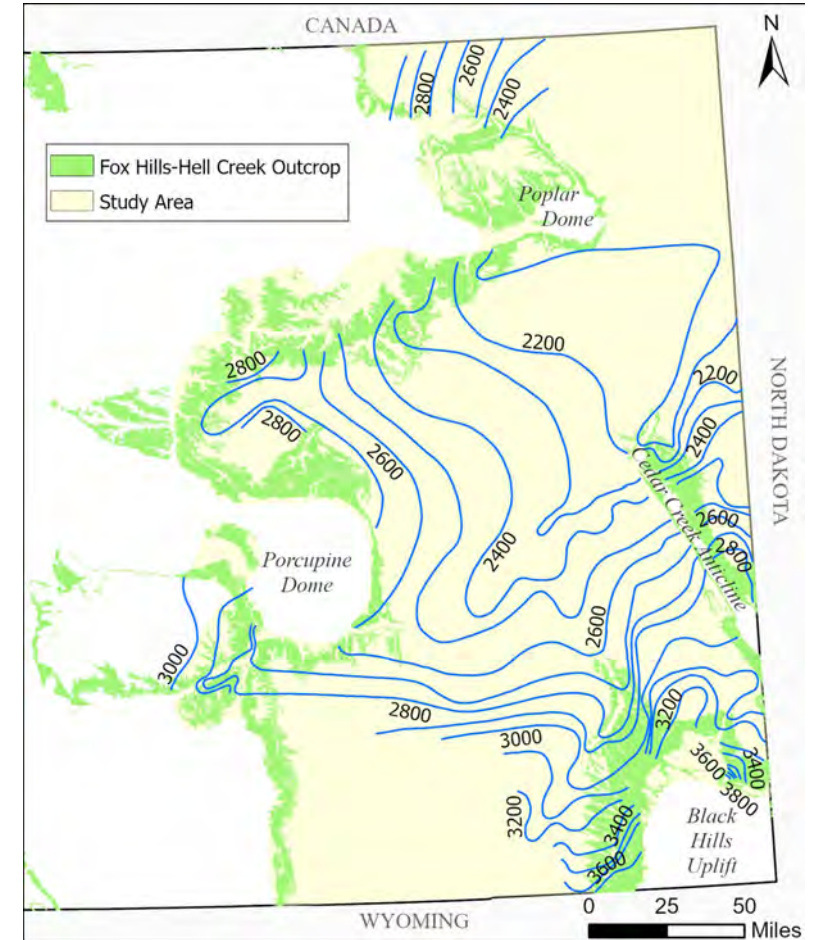 CANADA
N
2800
2600
2400
Fox Hills-Hell Creek Outcrop
Study Area
Poplar
Dome
2200
2800
2200
2400
2800
2600
Cedar Creek Anticline
NORTH DAKOTA
2600
2400
2800
Porcupine
Dome
2600
3000
2800
3200
3000
3400
3600
3800
3200
3400
Black
Hills
Uplift
3600
WYOMING
0 25 50
Miles